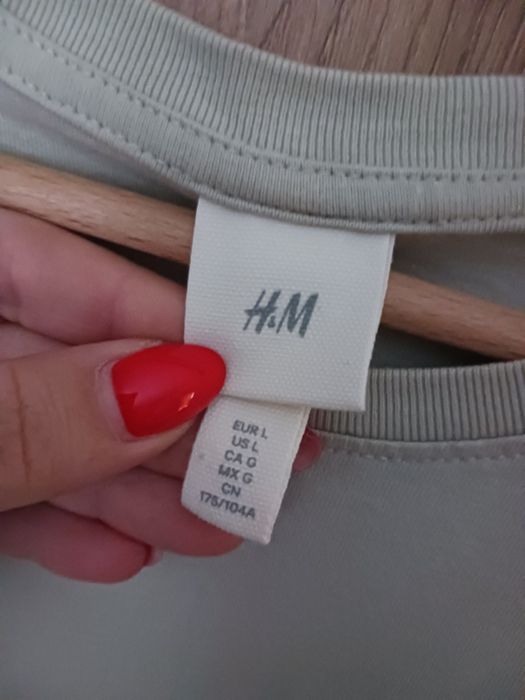 H&M
EUR L
US L
CA G
MX G
CN
175/104A